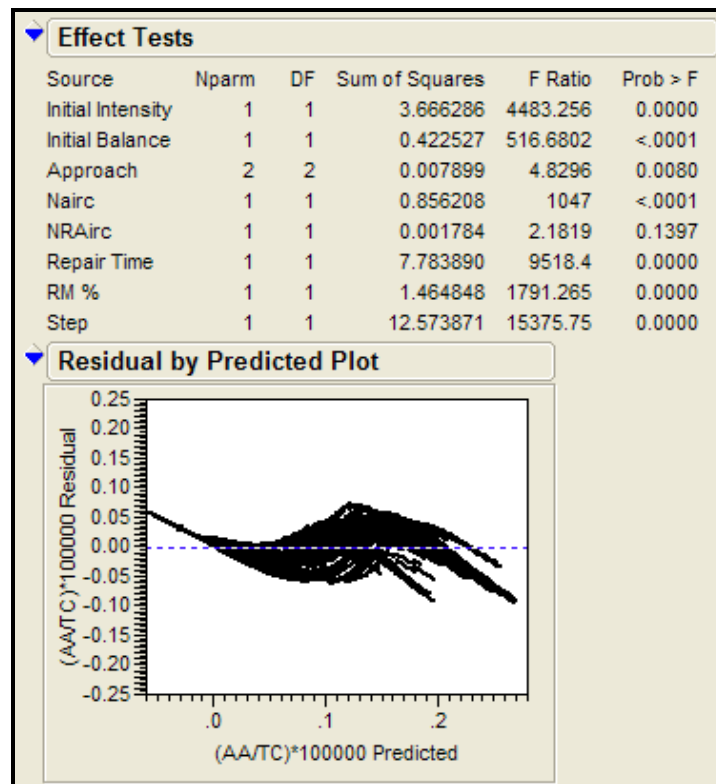 Effect Tests
Source Nparm DF Sum of Squares F Ratio Prob > F
Initial Intensity 1 1 3.666286 4483.256 0.0000
Initial Balance 1 1 0.422527 516.6802 <.0001
Approach 2 2 0.007899 4.8296 0.0080
Nairc 1 1 0.856208 1047 <.0001
NRAirc 1 1 0.001784 2.1819 0.1397
Repair Time 1 1 7.783890 9518.4 0.0000
RM % 1 1 1.464848 1791.265 0.0000
Step 1 1 12.573871 15375.75 0.0000
Residual by Predicted Plot
(AA/TC)*100000 Residual
0.25
0.20
0.15
0.10
0.05
0.00
-0.05
-0.10
-0.15
-0.20
-0.25
.0 .1 .2
(AA/TC)*100000 Predicted